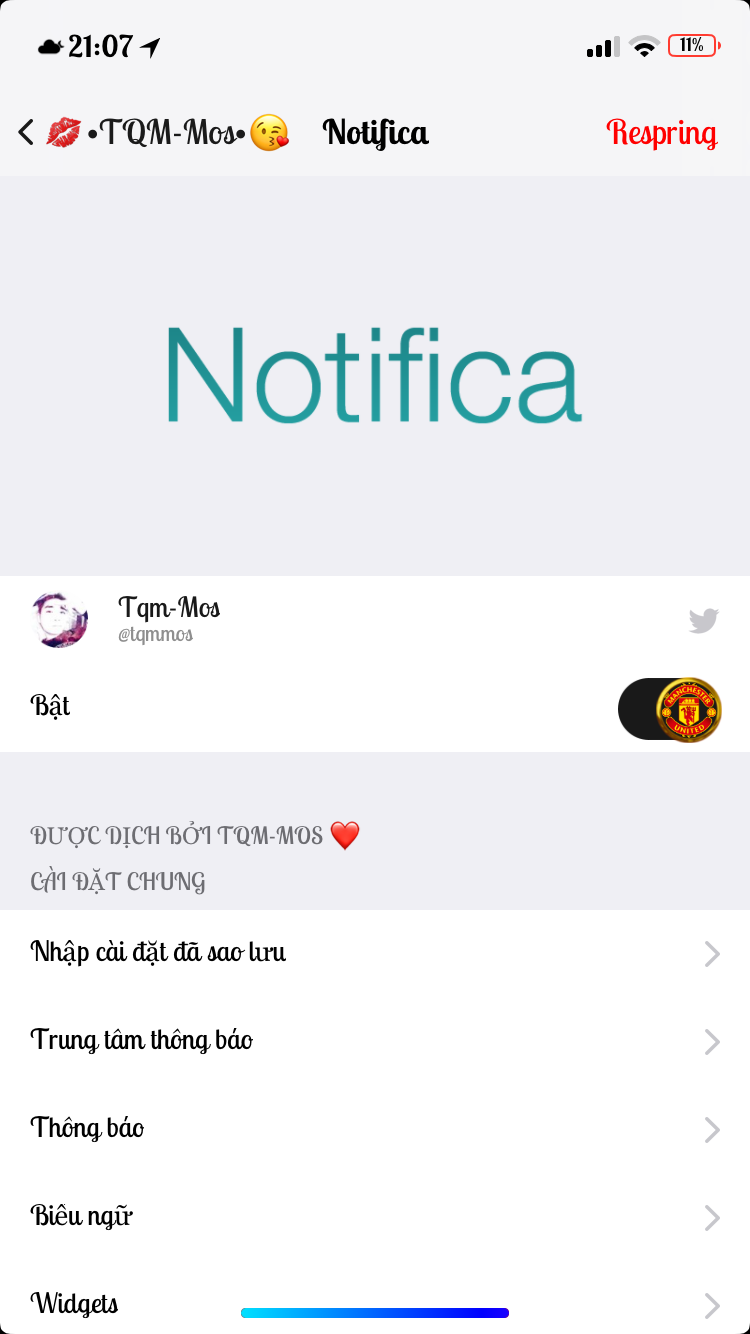 21:07
11%
💋•TQM-Mos•😘 Notifica Respring
Notifica
Tqm-Mos
@tqmmos
Bật
MANCHESTER
UNITED
ĐƯỢC DỊCH BỞI TQM-MOS ❤️
CÀI ĐẶT CHUNG
Nhập cài đặt đã sao lưu
Trung tâm thông báo
Thông báo
Biêu ngữ
Widgets